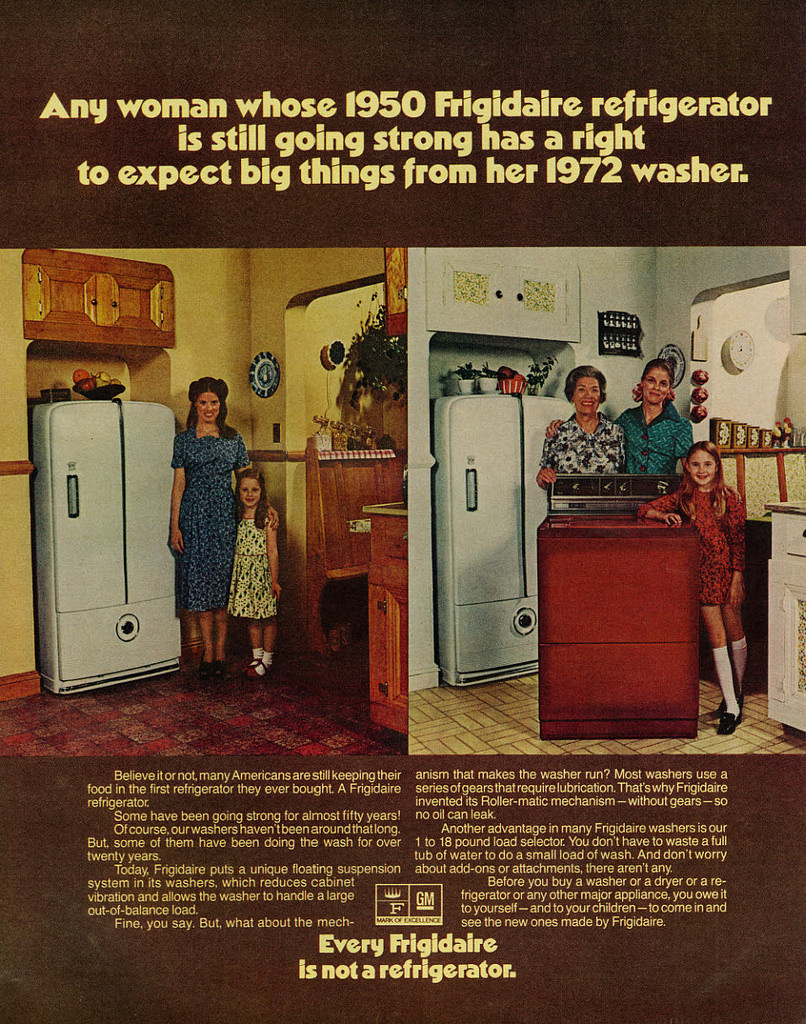 Any woman whose 1950 Frigidaire refrigerator
is still going strong has a right
to expect big things from her 1972 washer.
Believe it or not, many Americans are still keeping their
food in the first refrigerator they ever bought. A Frigidaire
refrigerator.
Some have been going strong for almost fifty years!
Of course, our washers haven't been around that long.
But, some of them have been doing the wash for over
twenty years.
Today, Frigidaire puts a unique floating suspension
system in its washers, which reduces cabinet
vibration and allows the washer to handle a large
out-of-balance load.
Fine, you say. But, what about the mech-
anism that makes the washer run? Most washers use a
series of gears that require lubrication. That's why Frigidaire
invented its Roller-matic mechanism — without gears — so
no oil can leak.
Another advantage in many Frigidaire washers is our
1 to 18 pound load selector. You don't have to waste a full
tub of water to do a small load of wash. And don't worry
about add-ons or attachments, there aren't any.
Before you buy a washer or a dryer or a re-
frigerator or any other major appliance, you owe it
to yourself — and to your children — to come in and
see the new ones made by Frigidaire.
F
GM
MARK OF EXCELLENCE
Every Frigidaire
is not a refrigerator.